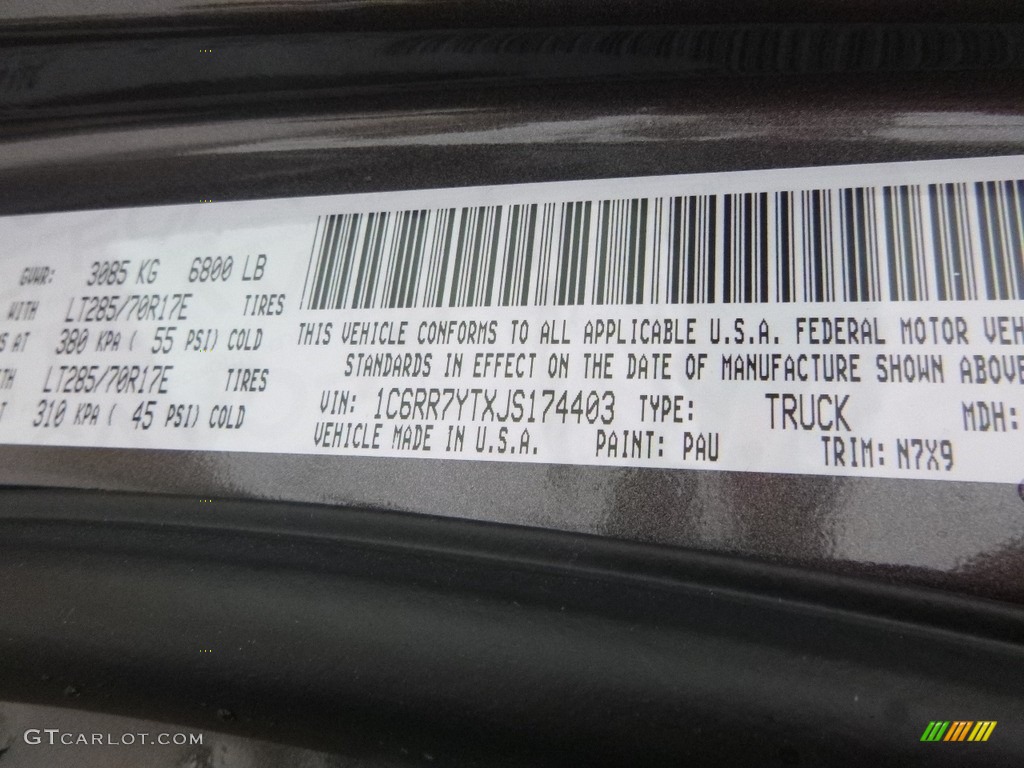 GVWR: 3085 KG 6800 LB
WITH LT285/70R17E TIRES
S AT 380 KPA ( 55 PSI) COLD
TH LT285/70R17E TIRES
T 310 KPA ( 45 PSI) COLD
THIS VEHICLE CONFORMS TO ALL APPLICABLE U.S.A. FEDERAL MOTOR VEH
STANDARDS IN EFFECT ON THE DATE OF MANUFACTURE SHOWN ABOVE
VIN: 1C6RR7YTXJS174403 TYPE: TRUCK MDH:
VEHICLE MADE IN U.S.A. PAINT: PAU TRIM: N7X9
GTCARLOT.COM